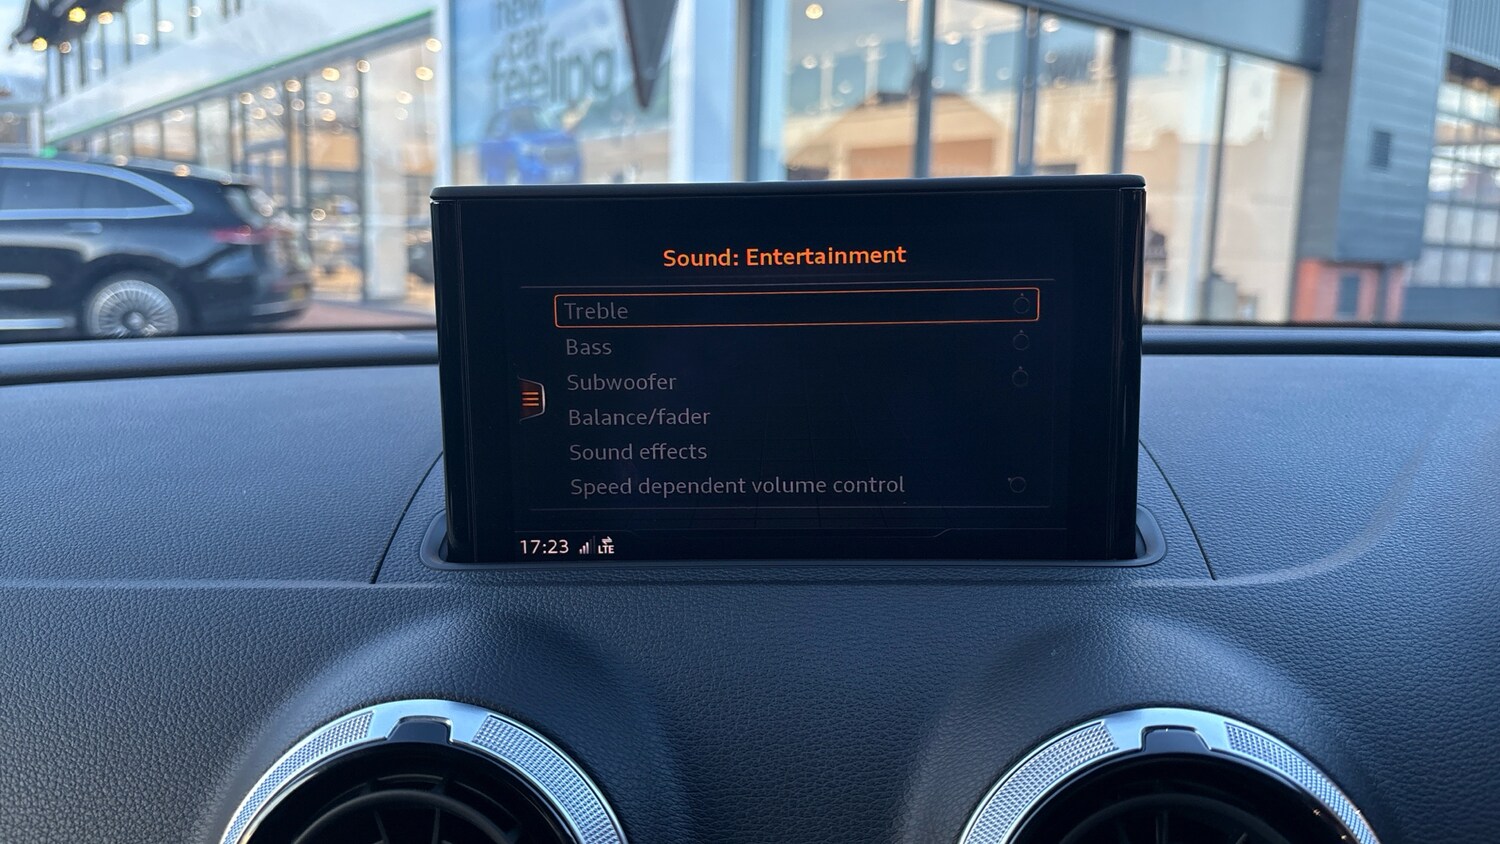 new
car
feeling
Sound: Entertainment
Treble
Bass
Subwoofer
Balance/fader
Sound effects
Speed dependent volume control
17:23 LTE